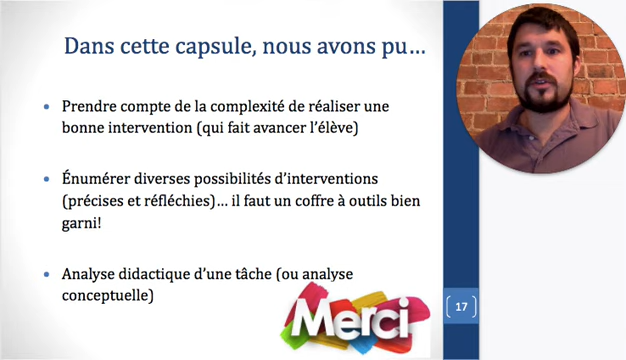 Dans cette capsule, nous avons pu…
• Prendre compte de la complexité de réaliser une
bonne intervention (qui fait avancer l'élève)
• Énumérer diverses possibilités d'interventions
(précises et réfléchies)… il faut un coffre à outils bien
garni!
• Analyse didactique d'une tâche (ou analyse
conceptuelle)
Merci
17